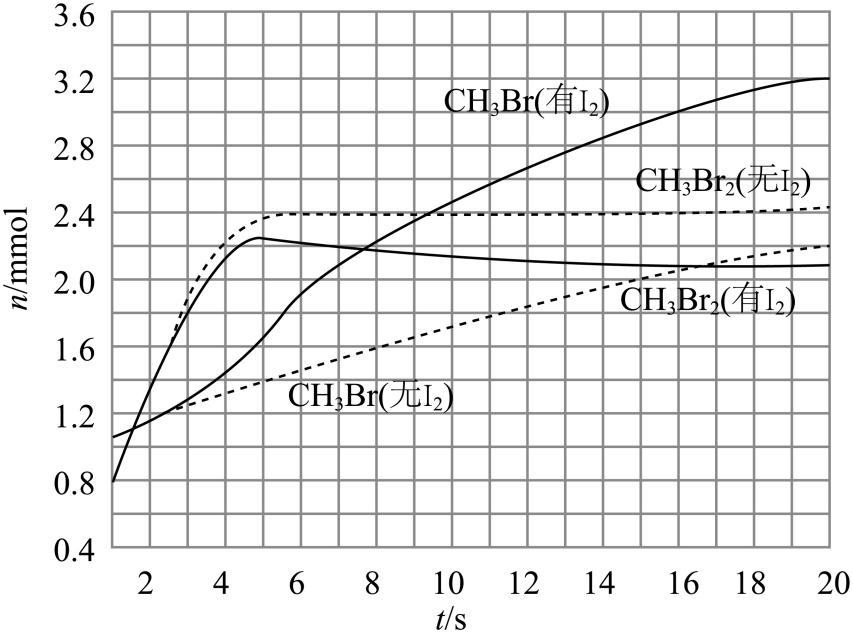 3.6
3.2
2.8
2.4
2.0
1.6
1.2
0.8
0.4
n/mmol
CH₃Br(有I₂)
CH₃Br₂(无I₂)
CH₃Br₂(有I₂)
CH₃Br(无I₂)
2 4 6 8 10 12 14 16 18 20
t/s